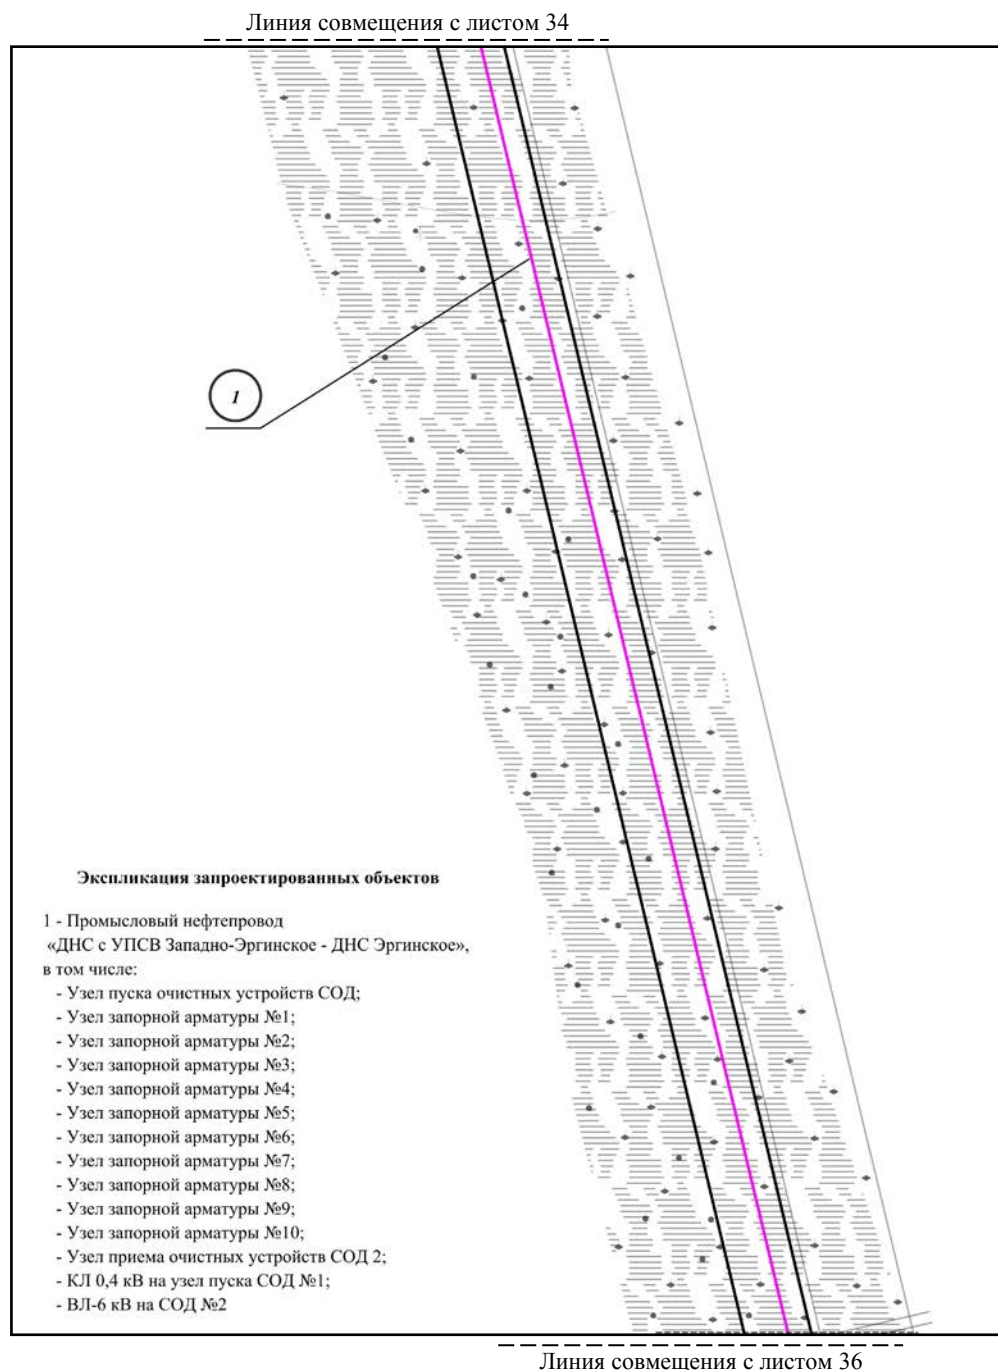 Линия совмещения с листом 34
1
Экспликация запроектированных объектов
1 - Промысловый нефтепровод
«ДНС с УПСВ Западно-Эргинское - ДНС Эргинское»,
в том числе:
- Узел пуска очистных устройств СОД;
- Узел запорной арматуры №1;
- Узел запорной арматуры №2;
- Узел запорной арматуры №3;
- Узел запорной арматуры №4;
- Узел запорной арматуры №5;
- Узел запорной арматуры №6;
- Узел запорной арматуры №7;
- Узел запорной арматуры №8;
- Узел запорной арматуры №9;
- Узел запорной арматуры №10;
- Узел приема очистных устройств СОД 2;
- КЛ 0,4 кВ на узел пуска СОД №1;
- ВЛ-6 кВ на СОД №2
Линия совмещения с листом 36